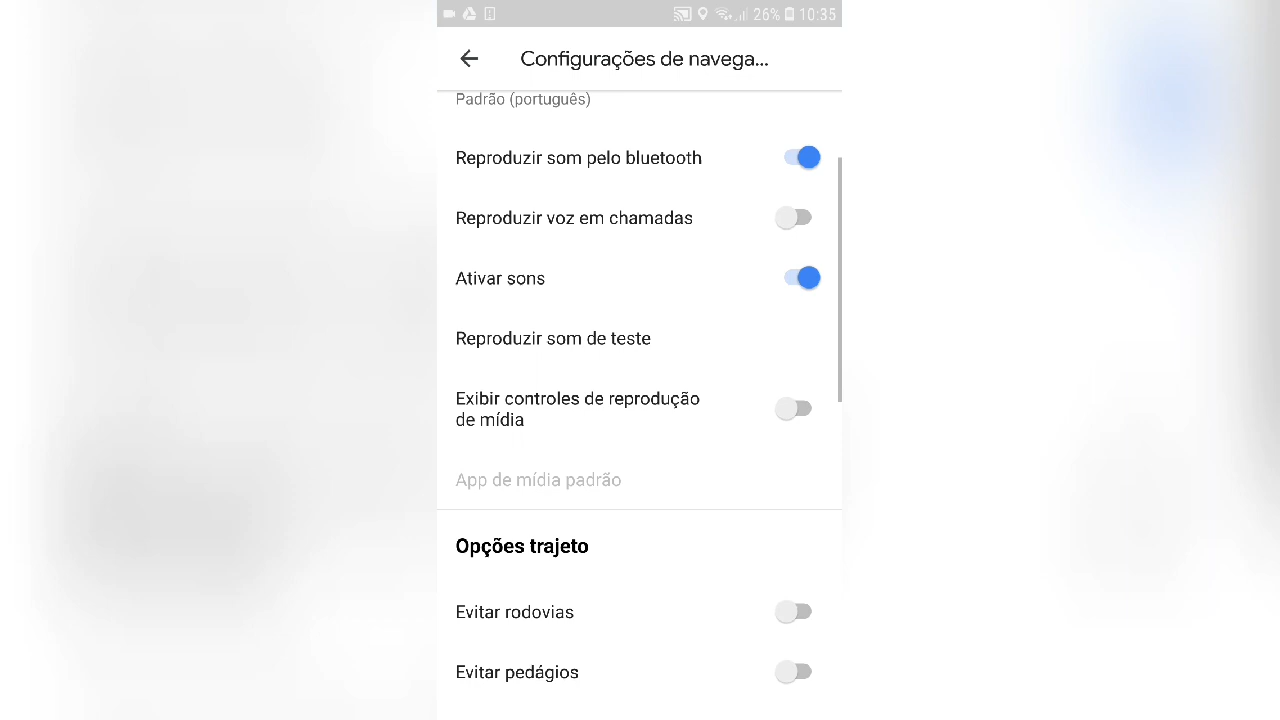 26% 10:35
Configurações de navega...
Padrão (português)
Reproduzir som pelo bluetooth
Reproduzir voz em chamadas
Ativar sons
Reproduzir som de teste
Exibir controles de reprodução
de mídia
App de mídia padrão
Opções trajeto
Evitar rodovias
Evitar pedágios